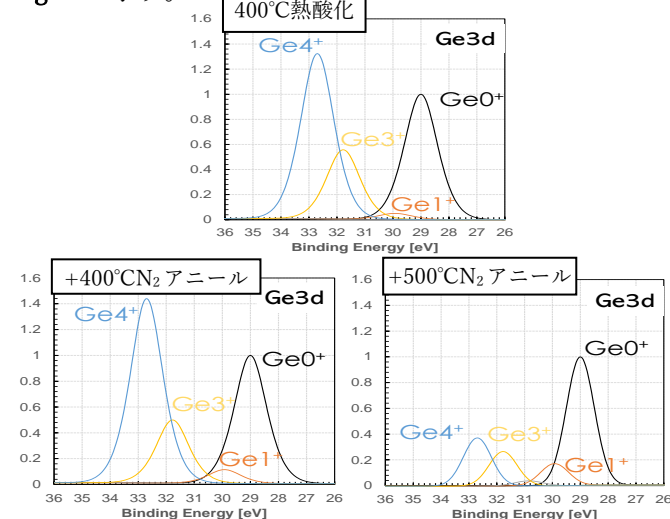 400℃熱酸化
Ge3d
Ge4+
Ge0+
Ge3+
Ge1+
1.6
1.4
1.2
1
0.8
0.6
0.4
0.2
0
36 35 34 33 32 31 30 29 28 27 26
Binding Energy [eV]
+400℃N₂アニール
Ge3d
Ge4+
Ge0+
Ge3+
Ge1+
1.6
1.4
1.2
1
0.8
0.6
0.4
0.2
0
36 35 34 33 32 31 30 29 28 27 26
Binding Energy [eV]
+500℃N₂アニール
Ge3d
Ge0+
Ge4+
Ge3+
Ge1+
1.6
1.4
1.2
1
0.8
0.6
0.4
0.2
0
36 35 34 33 32 31 30 29 28 27 26
Binding Energy [eV]